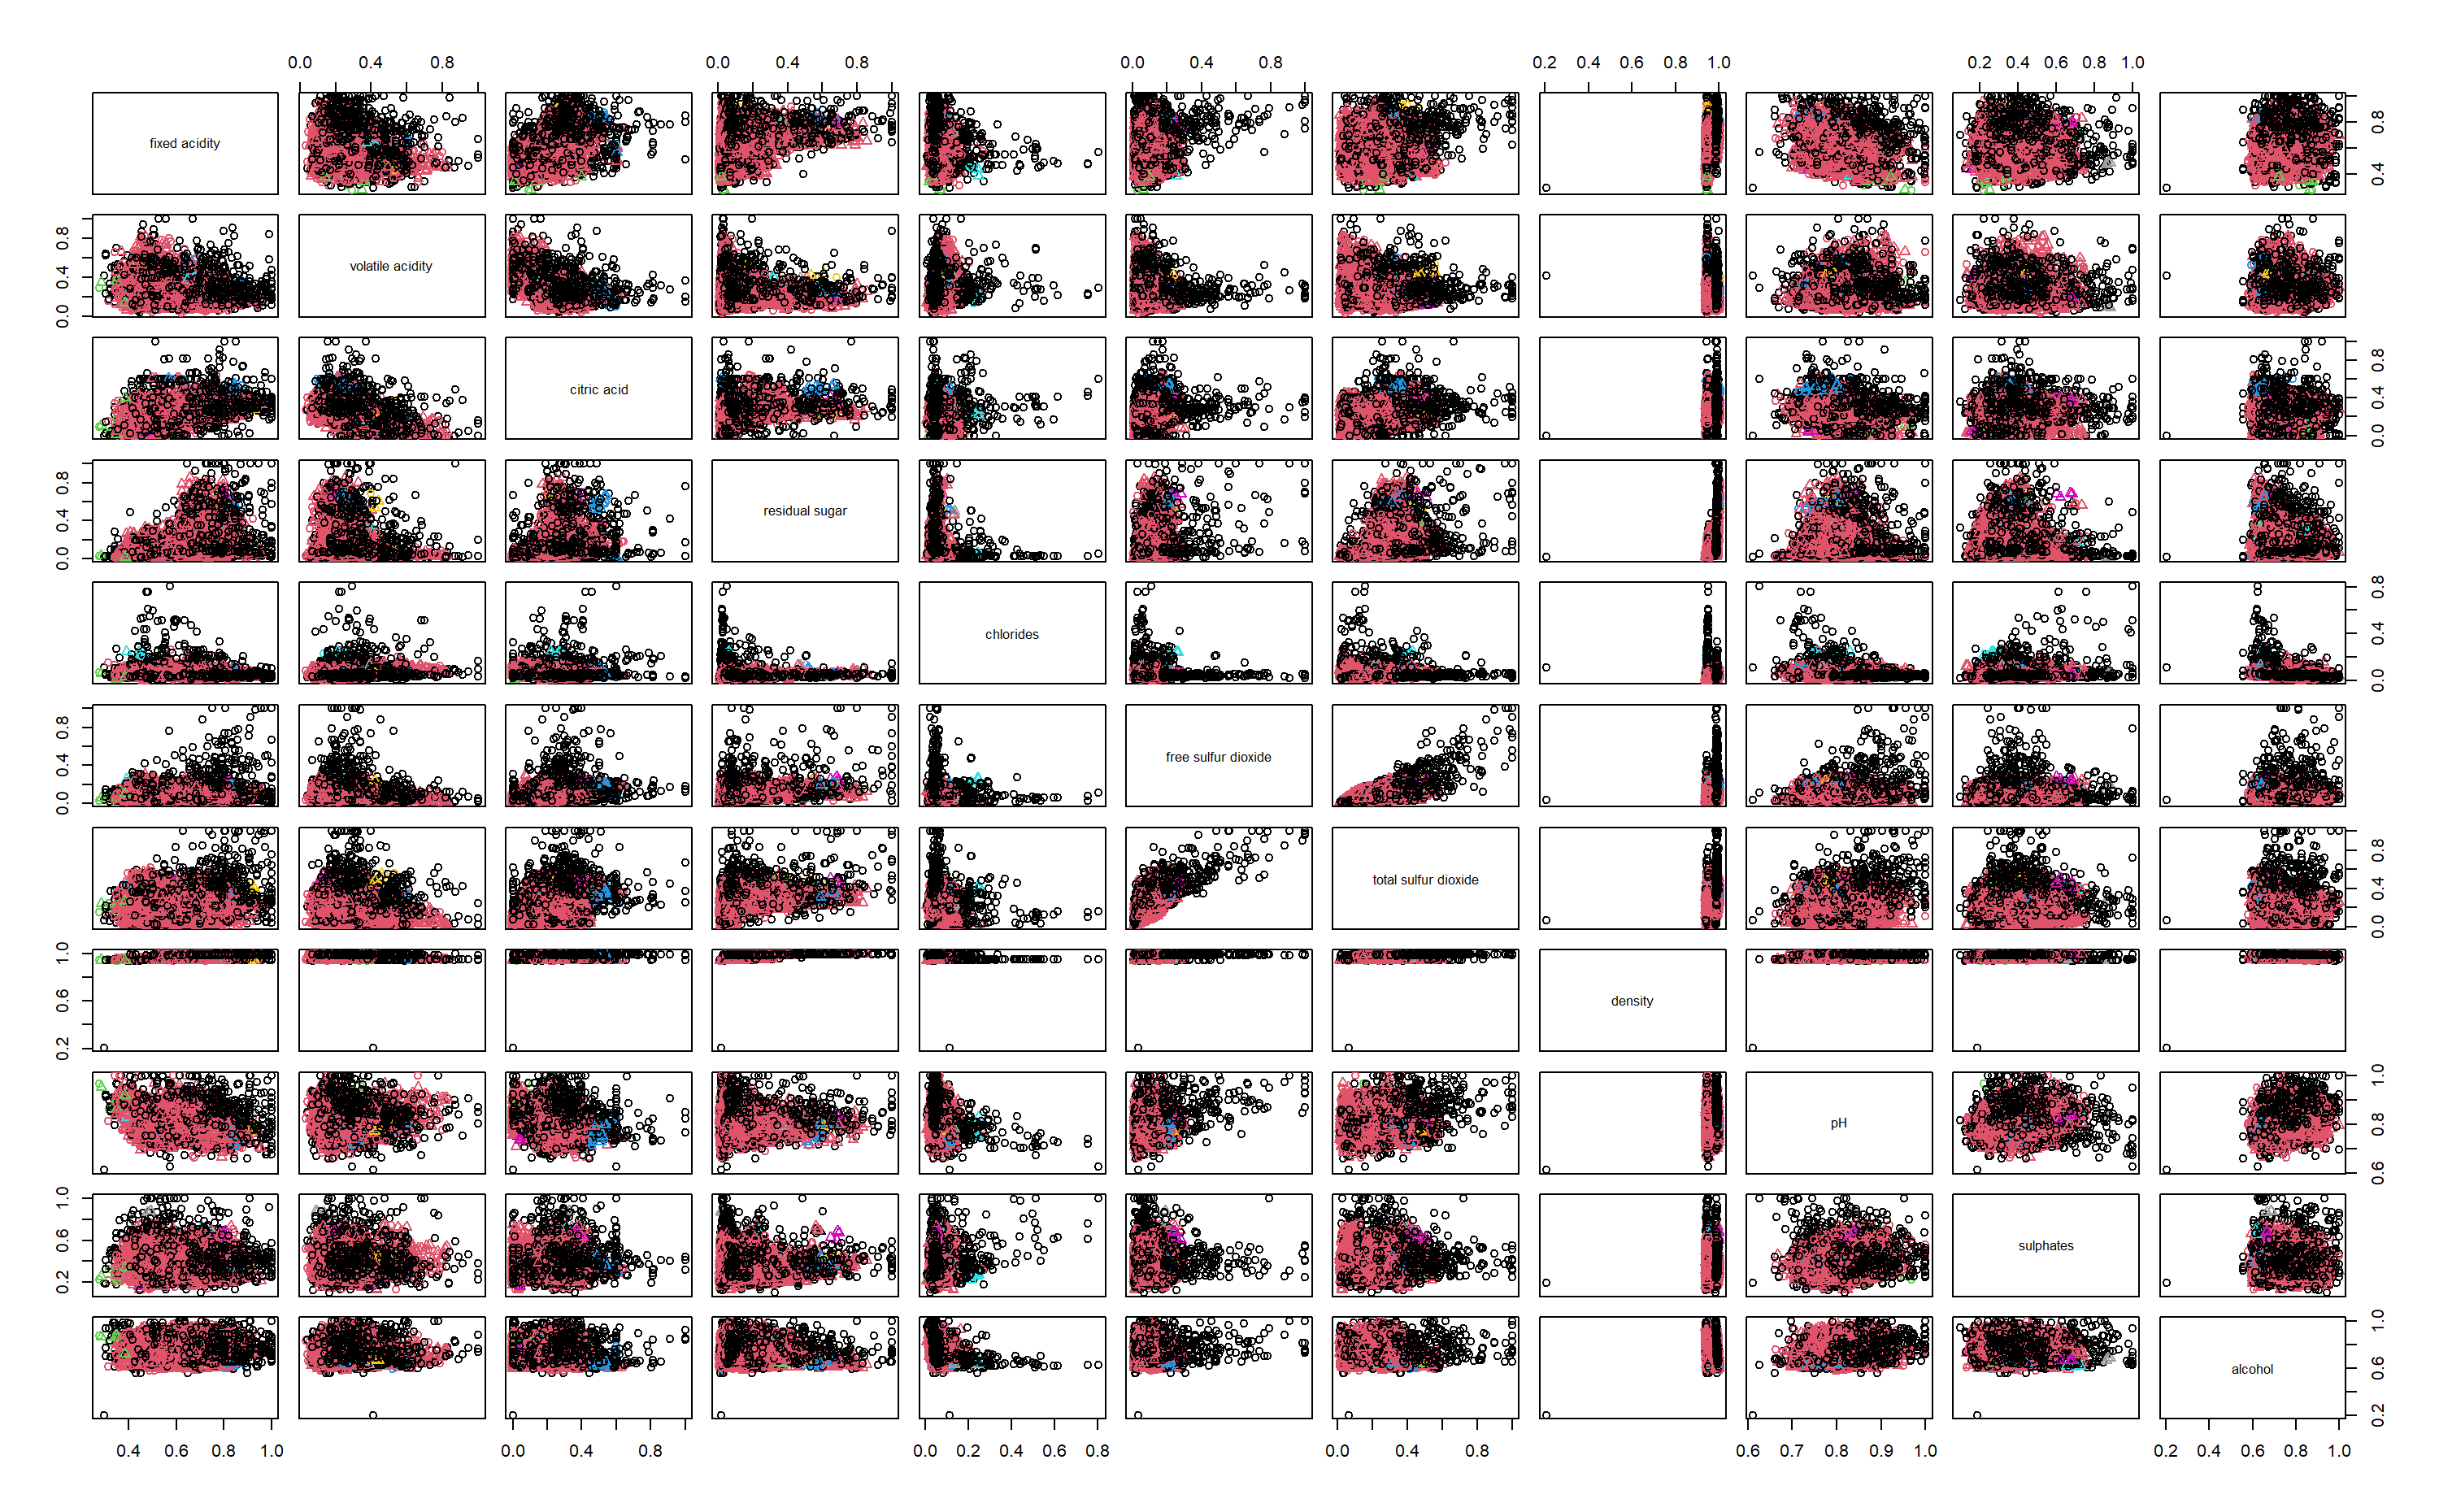 0.0 0.4 0.8 0.0 0.4 0.8 0.0 0.4 0.8 0.2 0.4 0.6 0.8 1.0 0.2 0.4 0.6 0.8 1.0
fixed acidity
0.4 0.8
0.0 0.4 0.8
volatile acidity
citric acid
0.0 0.4 0.8
0.0 0.4 0.8
residual sugar
chlorides
0.0 0.4 0.8
0.0 0.4 0.8
free sulfur dioxide
total sulfur dioxide
0.0 0.4 0.8
0.2 0.6 1.0
density
pH
0.6 0.8 1.0
0.2 0.6 1.0
sulphates
alcohol
0.2 0.6 1.0
0.4 0.6 0.8 1.0 0.0 0.4 0.8 0.0 0.2 0.4 0.6 0.8 0.0 0.4 0.8 0.6 0.7 0.8 0.9 1.0 0.2 0.4 0.6 0.8 1.0